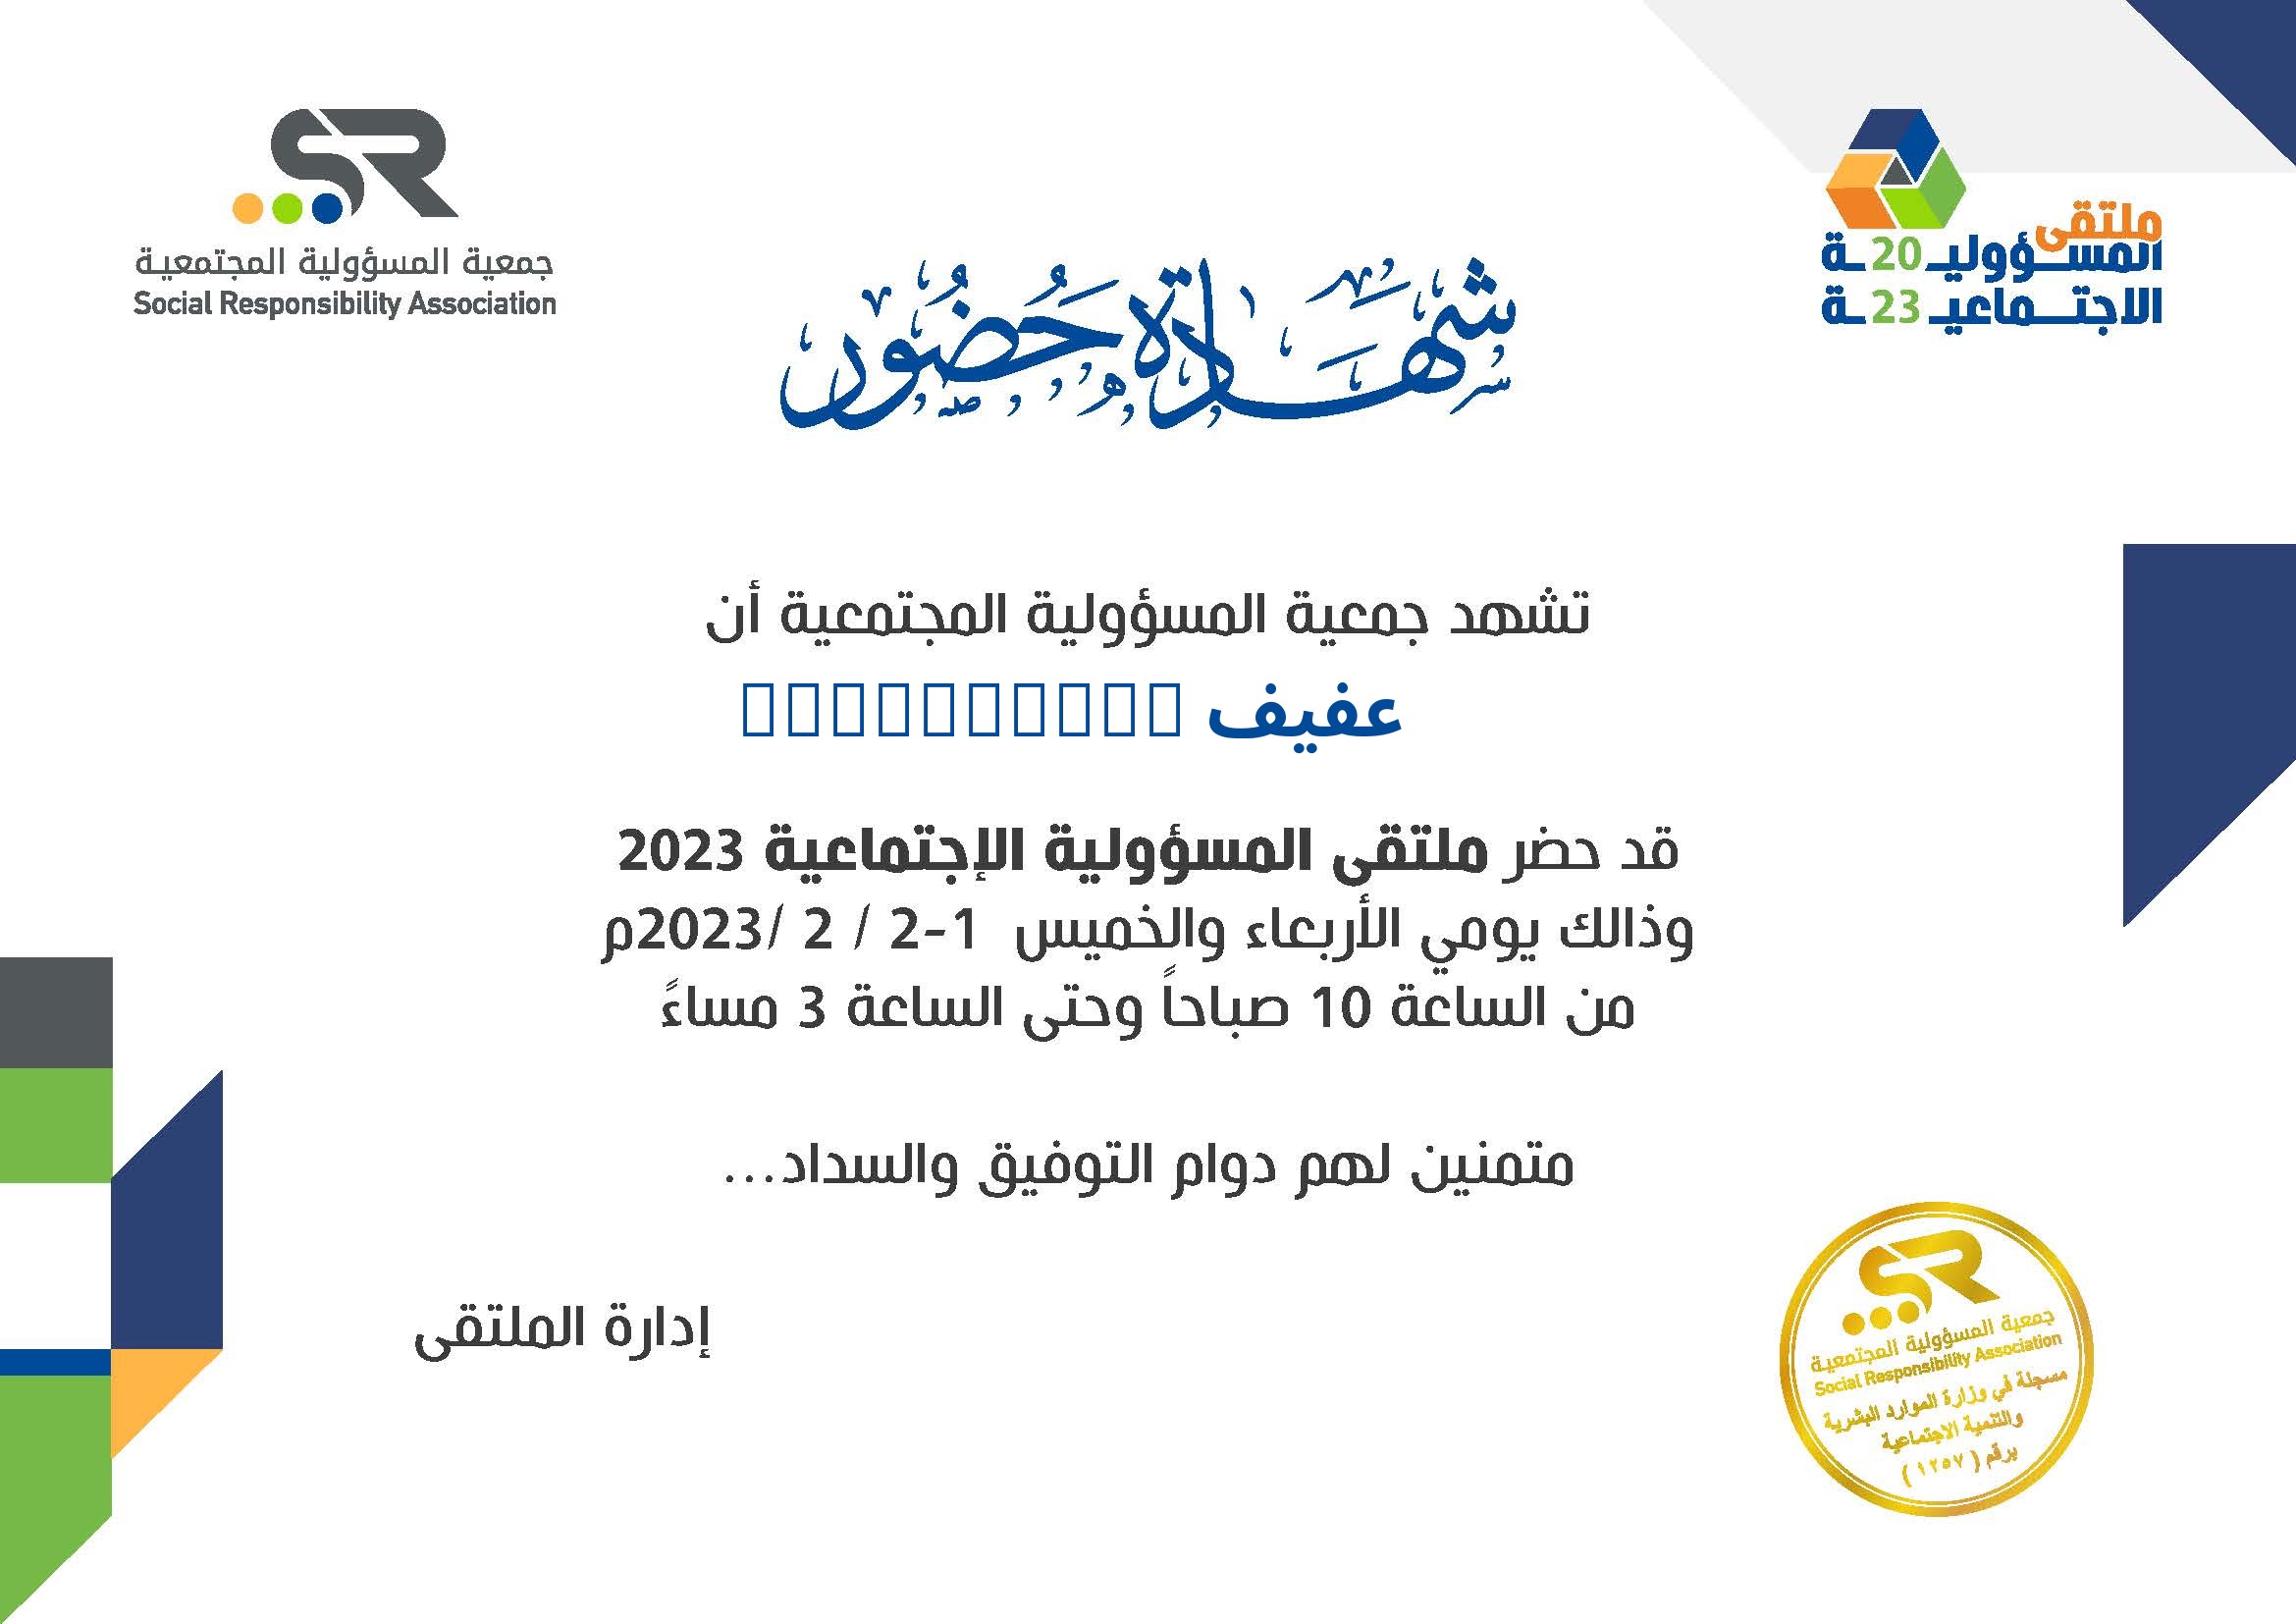 جمعية المسؤولية المجتمعية
Social Responsibility Association
ملتقى
المســؤوليـ20ـة
الاجتــماعيـ23ـة
شهادة حضور
تشهد جمعية المسؤولية المجتمعية أن
عفيف
قد حضر ملتقى المسؤولية الإجتماعية 2023
وذالك يومي الأربعاء والخميس 1-2 / 2 /2023م
من الساعة 10 صباحاً وحتى الساعة 3 مساءً
متمنين لهم دوام التوفيق والسداد...
إدارة الملتقى
جمعية المسؤولية المجتمعية
Social Responsibility Association
مسجلة في وزارة الموارد البشرية
والتنمية الاجتماعية
برقم ( ١٢٥٧ )